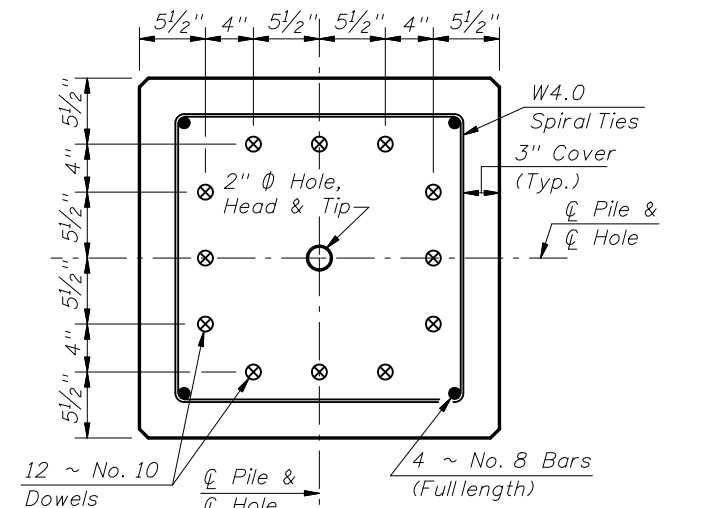 5½" 4" 5½" 5½" 4" 5½"
5½"
4"
5½"
5½"
4"
5½"
W4.0
Spiral Ties
3" Cover
(Typ.)
2" Ø Hole,
Head & Tip
℄ Pile &
℄ Hole
12 ~ No. 10
Dowels
℄ Pile &
℄ Hole
4 ~ No. 8 Bars
(Full length)